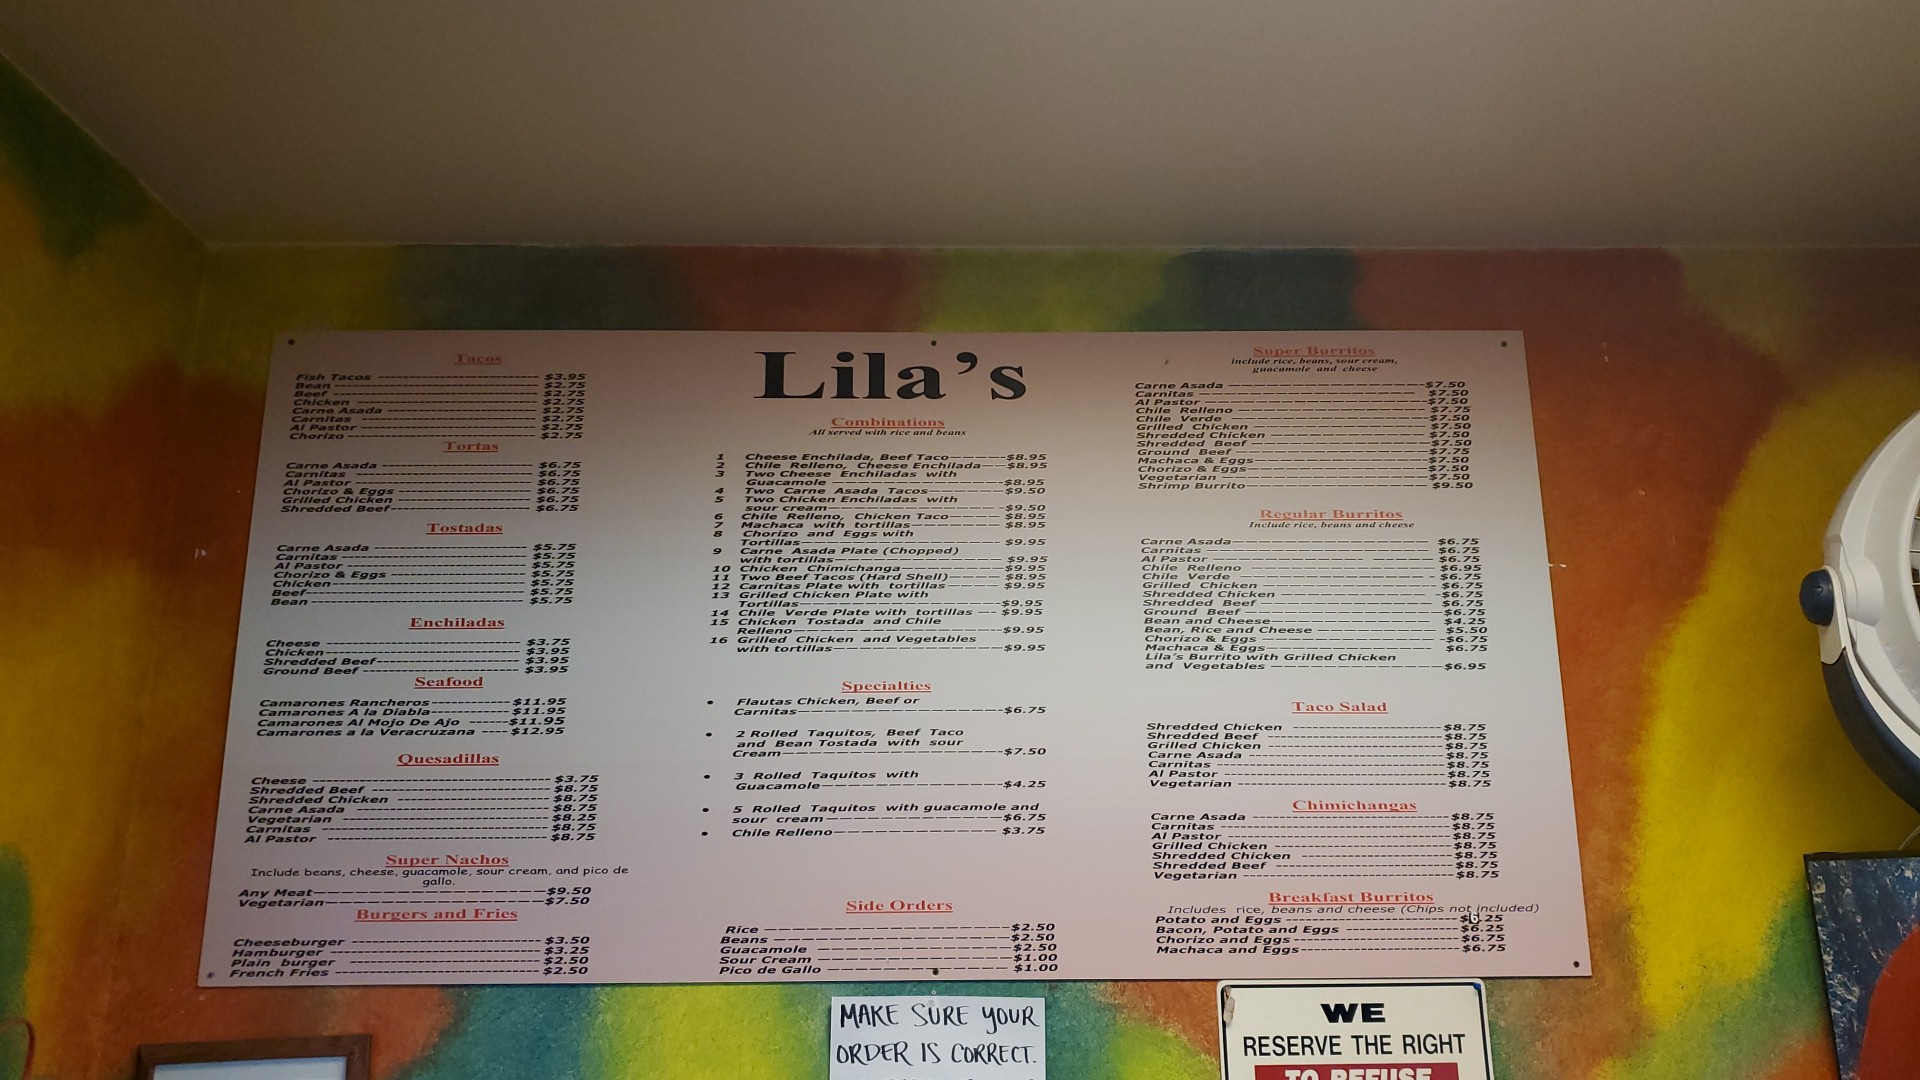 Lila's
Tacos
Fish Tacos $3.95
Bean $2.75
Beef $2.75
Chicken $2.75
Carne Asada $2.75
Carnitas $2.75
Al Pastor $2.75
Chorizo $2.75
Tortas
Carne Asada $6.75
Carnitas $6.75
Al Pastor $6.75
Chorizo & Eggs $6.75
Grilled Chicken $6.75
Shredded Beef $6.75
Tostadas
Carne Asada $5.75
Carnitas $5.75
Al Pastor $5.75
Chorizo & Eggs $5.75
Chicken $5.75
Beef $5.75
Bean $5.75
Enchiladas
Cheese $3.75
Chicken $3.95
Shredded Beef $3.95
Ground Beef $3.95
Seafood
Camarones Rancheros $11.95
Camarones A la Diabla $11.95
Camarones Al Mojo De Ajo $11.95
Camarones a la Veracruzana $12.95
Quesadillas
Cheese $3.75
Shredded Beef $8.75
Shredded Chicken $8.75
Carne Asada $8.75
Vegetarian $8.25
Carnitas $8.75
Al Pastor $8.75
Super Nachos
Include beans, cheese, guacamole, sour cream, and pico de
gallo.
Any Meat $9.50
Vegetarian $7.50
Burgers and Fries
Cheeseburger $3.50
Hamburger $3.25
Plain burger $2.50
French Fries $2.50
Combinations
All served with rice and beans
1 Cheese Enchilada, Beef Taco $8.95
2 Chile Relleno, Cheese Enchilada $8.95
3 Two Cheese Enchiladas with
Guacamole $8.95
4 Two Carne Asada Tacos $9.50
5 Two Chicken Enchiladas with
sour cream $9.50
6 Chile Relleno, Chicken Taco $8.95
7 Machaca with tortillas $8.95
8 Chorizo and Eggs with
Tortillas $9.95
9 Carne Asada Plate (Chopped)
with tortillas $9.95
10 Chicken Chimichanga $9.95
11 Two Beef Tacos (Hard Shell) $8.95
12 Carnitas Plate with tortillas $9.95
13 Grilled Chicken Plate with
Tortillas $9.95
14 Chile Verde Plate with tortillas $9.95
15 Chicken Tostada and Chile
Relleno $9.95
16 Grilled Chicken and Vegetables
with tortillas $9.95
Specialties
• Flautas Chicken, Beef or
Carnitas $6.75
• 2 Rolled Taquitos, Beef Taco
and Bean Tostada with sour
Cream $7.50
• 3 Rolled Taquitos with
Guacamole $4.25
• 5 Rolled Taquitos with guacamole and
sour cream $6.75
• Chile Relleno $3.75
Side Orders
Rice $2.50
Beans $2.50
Guacamole $2.50
Sour Cream $1.00
Pico de Gallo $1.00
Super Burritos
include rice, beans, sour cream,
guacamole and cheese
Carne Asada $7.50
Carnitas $7.50
Al Pastor $7.50
Chile Relleno $7.75
Chile Verde $7.50
Grilled Chicken $7.50
Shredded Chicken $7.50
Shredded Beef $7.50
Ground Beef $7.75
Machaca & Eggs $7.50
Chorizo & Eggs $7.50
Vegetarian $7.50
Shrimp Burrito $9.50
Regular Burritos
Include rice, beans and cheese
Carne Asada $6.75
Carnitas $6.75
Al Pastor $6.75
Chile Relleno $6.95
Chile Verde $6.75
Grilled Chicken $6.75
Shredded Chicken $6.75
Shredded Beef $6.75
Ground Beef $6.75
Bean and Cheese $4.25
Bean, Rice and Cheese $5.50
Chorizo & Eggs $6.75
Machaca & Eggs $6.75
Lila's Burrito with Grilled Chicken
and Vegetables $6.95
Taco Salad
Shredded Chicken $8.75
Shredded Beef $8.75
Grilled Chicken $8.75
Carne Asada $8.75
Carnitas $8.75
Al Pastor $8.75
Vegetarian $8.75
Chimichangas
Carne Asada $8.75
Carnitas $8.75
Al Pastor $8.75
Grilled Chicken $8.75
Shredded Chicken $8.75
Shredded Beef $8.75
Vegetarian $8.75
Breakfast Burritos
Includes rice, beans and cheese (Chips not included)
Potato and Eggs $6.25
Bacon, Potato and Eggs $6.25
Chorizo and Eggs $6.75
Machaca and Eggs $6.75
MAKE SURE YOUR
ORDER IS CORRECT.
WE
RESERVE THE RIGHT
TO REFUSE